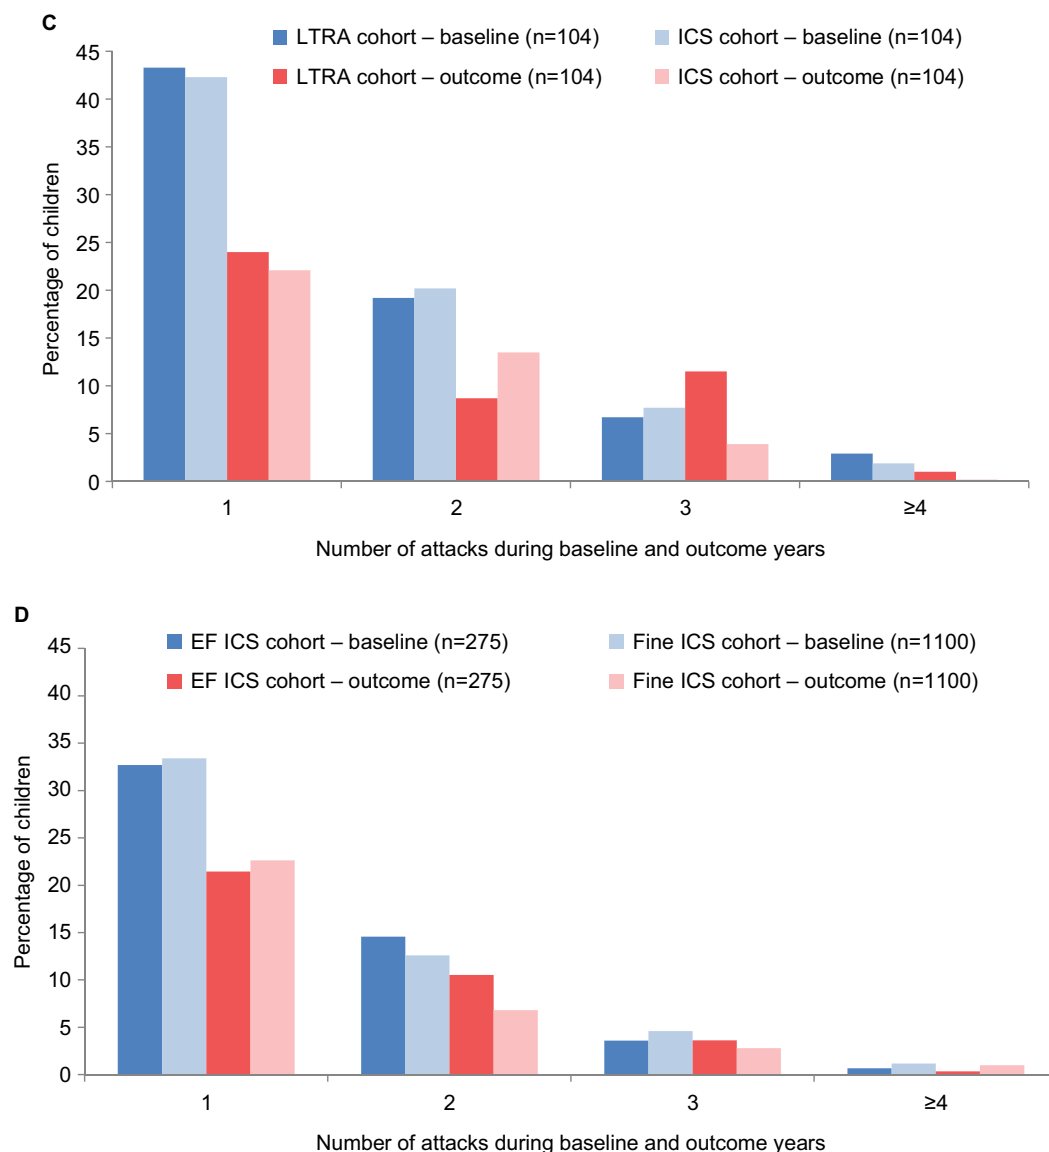 C
LTRA cohort – baseline (n=104)
ICS cohort – baseline (n=104)
LTRA cohort – outcome (n=104)
ICS cohort – outcome (n=104)
Percentage of children
45
40
35
30
25
20
15
10
5
0
1 2 3 ≥4
Number of attacks during baseline and outcome years
D
EF ICS cohort – baseline (n=275)
Fine ICS cohort – baseline (n=1100)
EF ICS cohort – outcome (n=275)
Fine ICS cohort – outcome (n=1100)
Percentage of children
45
40
35
30
25
20
15
10
5
0
1 2 3 ≥4
Number of attacks during baseline and outcome years